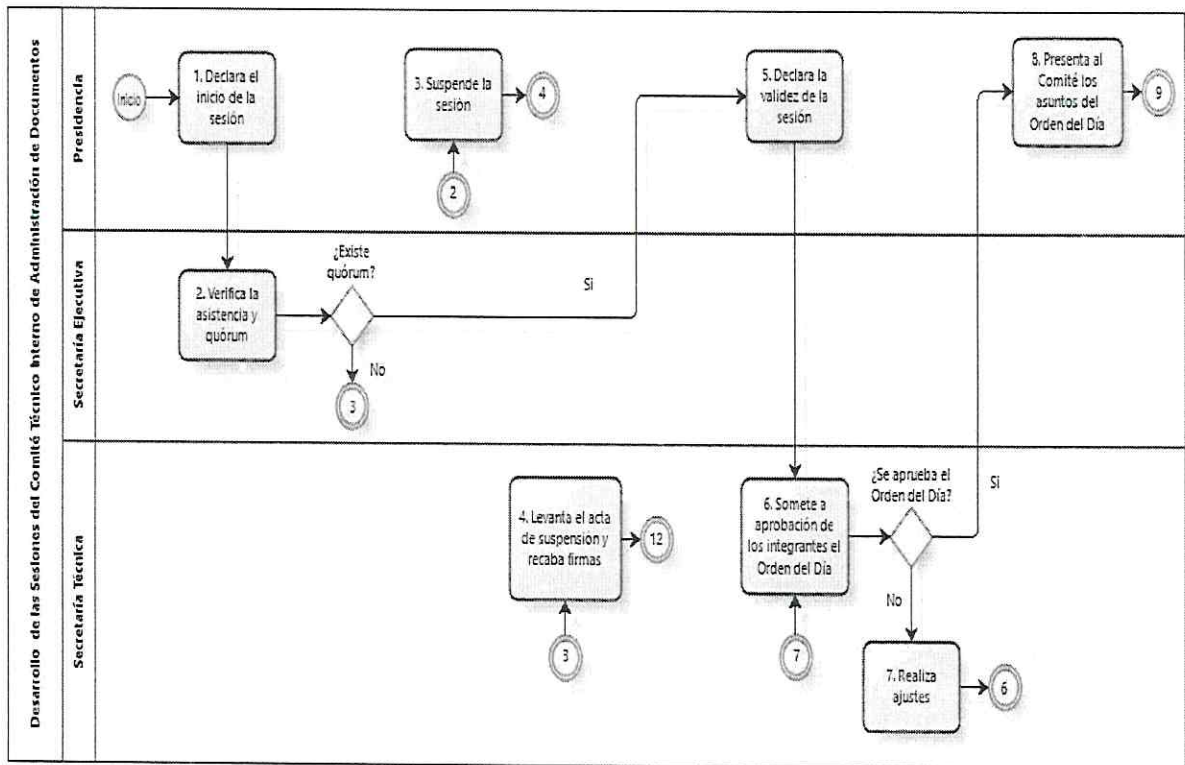 Desarrollo de las Sesiones del Comité Técnico Interno de Administración de Documentos
Presidencia
Inicio
1. Declara el
inicio de la
sesión
3. Suspende la
sesión
4
2
5. Declara la
validez de la
sesión
8. Presenta al
Comité los
asuntos del
Orden del Día
9
Secretaría Ejecutiva
2. Verifica la
asistencia y
quórum
¿Existe
quórum?
Si
No
3
Secretaría Técnica
4. Levanta el acta
de suspensión y
recaba firmas
12
3
6. Somete a
aprobación de
los integrantes el
Orden del Día
7
¿Se aprueba el
Orden del Día?
Si
No
7. Realiza
ajustes
6